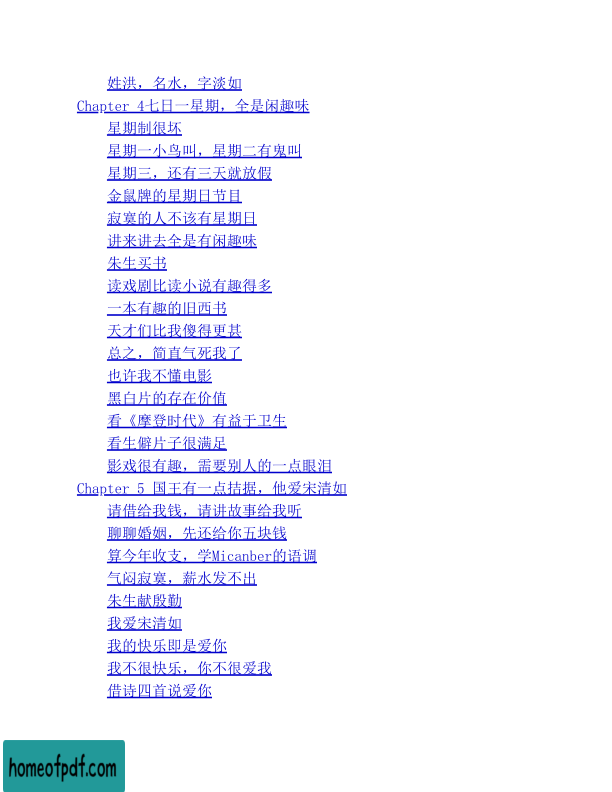 姓洪，名水，字淡如
Chapter 4七日一星期，全是闲趣味
星期制很坏
星期一小鸟叫，星期二有鬼叫
星期三，还有三天就放假
金鼠牌的星期日节目
寂寞的人不该有星期日
讲来讲去全是有闲趣味
朱生买书
读戏剧比读小说有趣得多
一本有趣的旧西书
天才们比我傻得更甚
总之，简直气死我了
也许我不懂电影
黑白片的存在价值
看《摩登时代》有益于卫生
看生僻片子很满足
影戏很有趣，需要别人的一点眼泪
Chapter 5 国王有一点拮据，他爱宋清如
请借给我钱，请讲故事给我听
聊聊婚姻，先还给你五块钱
算今年收支，学Micanber的语调
气闷寂寞，薪水发不出
朱生献殷勤
我爱宋清如
我的快乐即是爱你
我不很快乐，你不很爱我
借诗四首说爱你
homeofpdf.com